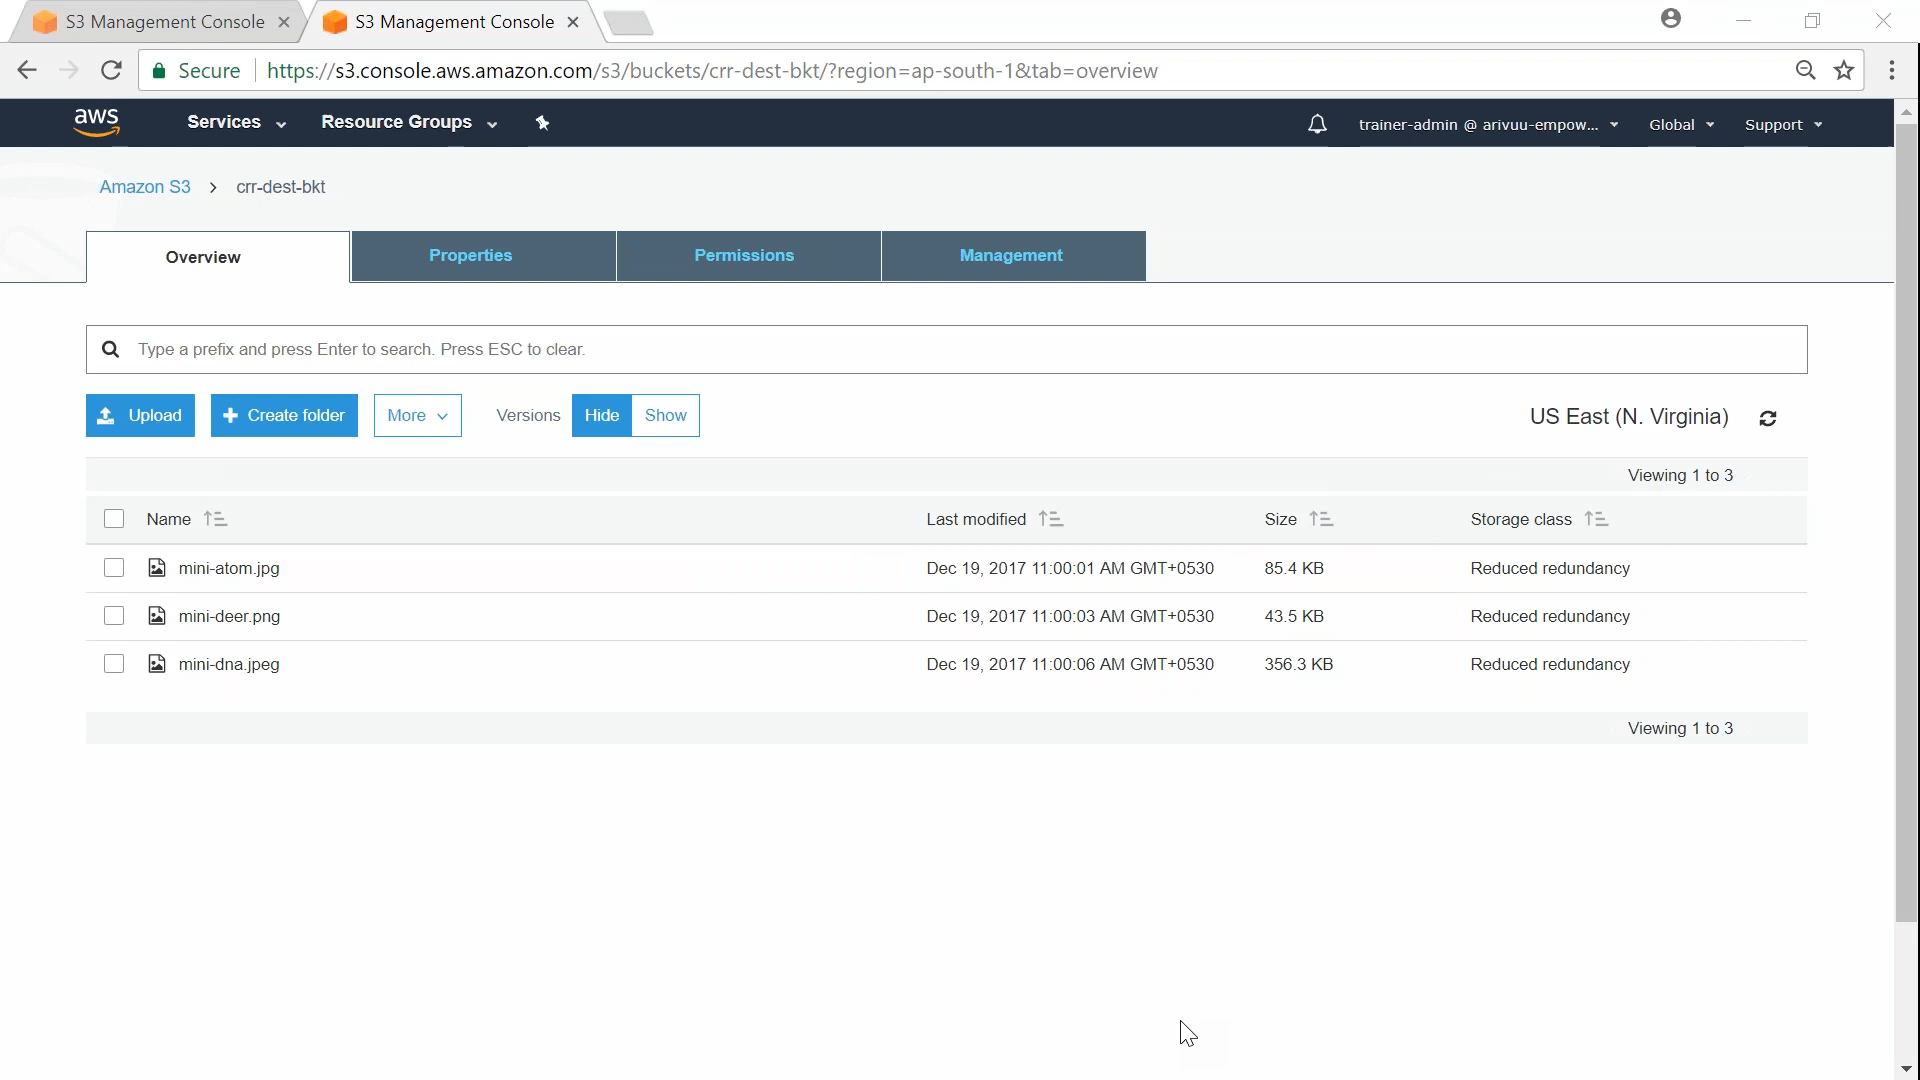 S3 Management Console
S3 Management Console
Secure https://s3.console.aws.amazon.com/s3/buckets/crr-dest-bkt/?region=ap-south-1&tab=overview
aws Services Resource Groups trainer-admin @ arivuu-empow... Global Support
Amazon S3 > crr-dest-bkt
Overview Properties Permissions Management
Type a prefix and press Enter to search. Press ESC to clear.
Upload + Create folder More Versions Hide Show US East (N. Virginia)
Viewing 1 to 3
Name Last modified Size Storage class
mini-atom.jpg Dec 19, 2017 11:00:01 AM GMT+0530 85.4 KB Reduced redundancy
mini-deer.png Dec 19, 2017 11:00:03 AM GMT+0530 43.5 KB Reduced redundancy
mini-dna.jpeg Dec 19, 2017 11:00:06 AM GMT+0530 356.3 KB Reduced redundancy
Viewing 1 to 3